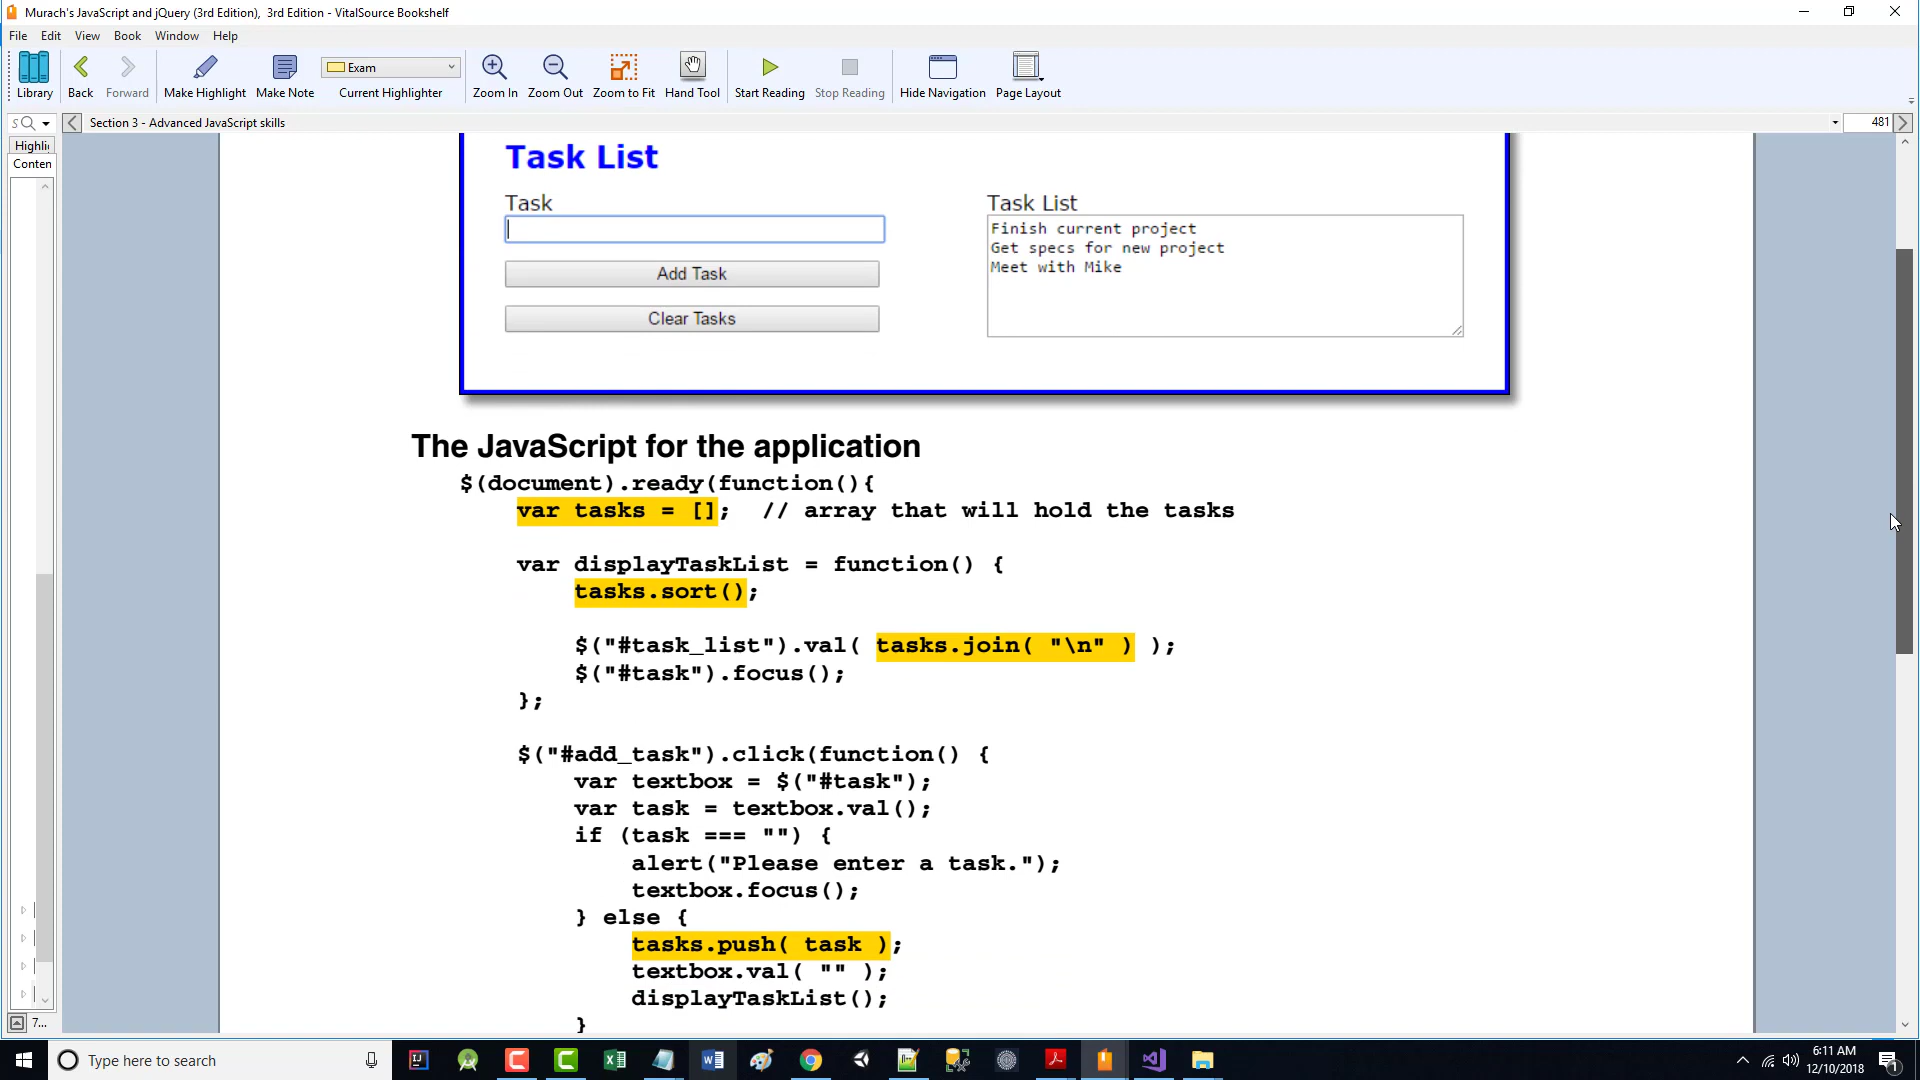 Murach's JavaScript and jQuery (3rd Edition), 3rd Edition - VitalSource Bookshelf
File Edit View Book Window Help
Exam
Library Back Forward Make Highlight Make Note Current Highlighter Zoom In Zoom Out Zoom to Fit Hand Tool Start Reading Stop Reading Hide Navigation Page Layout
S Section 3 - Advanced JavaScript skills 481
Highli
Conten
Task List
Task
Add Task
Clear Tasks
Task List
Finish current project
Get specs for new project
Meet with Mike
The JavaScript for the application
$(document).ready(function(){
var tasks = []; // array that will hold the tasks
var displayTaskList = function() {
tasks.sort();
$("#task_list").val( tasks.join( "\n" ) );
$("#task").focus();
};
$("#add_task").click(function() {
var textbox = $("#task");
var task = textbox.val();
if (task === "") {
alert("Please enter a task.");
textbox.focus();
} else {
tasks.push( task );
textbox.val( "" );
displayTaskList();
}
7...
Type here to search
6:11 AM
12/10/2018
1